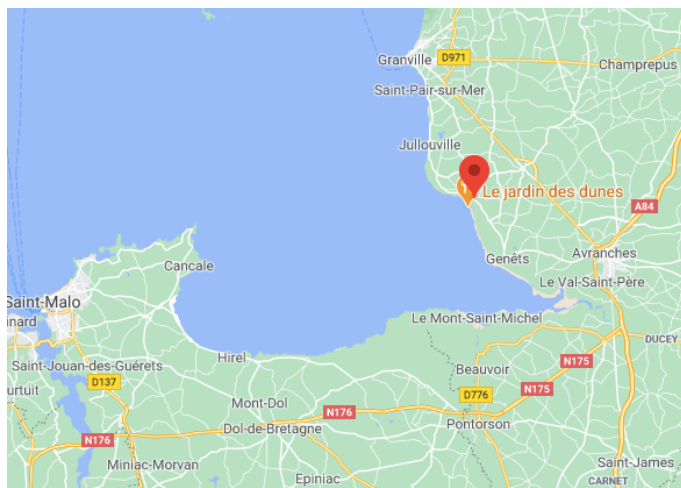 Granville
D971
Champrepus
Saint-Pair-sur-Mer
Jullouville
Le jardin des dunes
A84
Cancale
Genêts
Avranches
Le Val-Saint-Père
Saint-Malo
Le Mont-Saint-Michel
inard
DUCEY
Hirel
Saint-Jouan-des-Guérets
N175
Beauvoir
D137
urtuit
N175
D776
Mont-Dol
N176
Dol-de-Bretagne
Pontorson
N176
Miniac-Morvan
Saint-James
Epiniac
CARNET